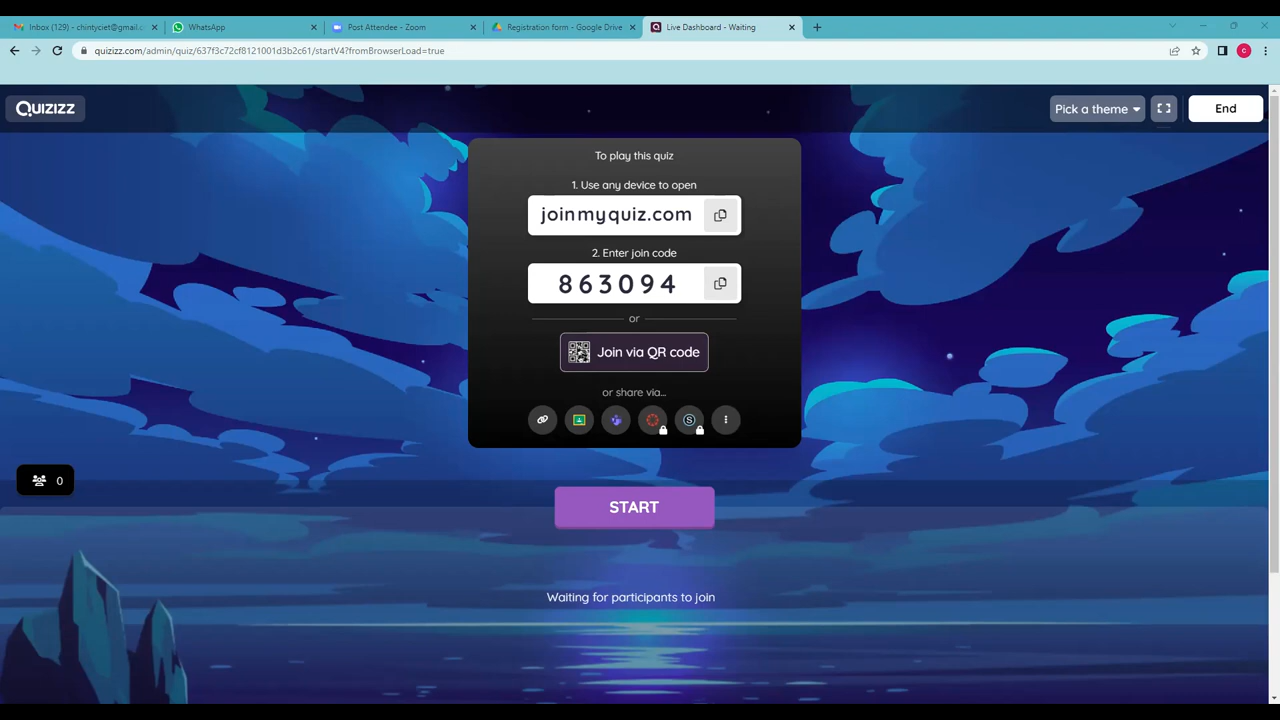 Inbox (129) - chintyciet@gmail.c
WhatsApp
Post Attendee - Zoom
Registration form - Google Drive
Live Dashboard - Waiting
quizizz.com/admin/quiz/637f3c72cf8121001d3b2c61/startV4?fromBrowserLoad=true
c
Quizizz
Pick a theme
End
To play this quiz
1. Use any device to open
joinmyquiz.com
2. Enter join code
863094
or
Join via QR code
or share via...
S
0
START
Waiting for participants to join